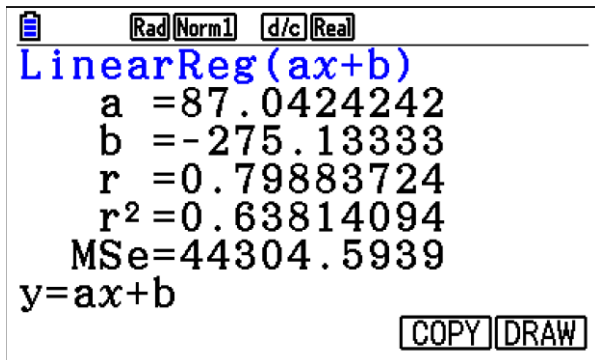 Rad Norm1 d/c Real
LinearReg(ax+b)
a =87.0424242
b =-275.13333
r =0.79883724
r²=0.63814094
MSe=44304.5939
y=ax+b
COPY DRAW